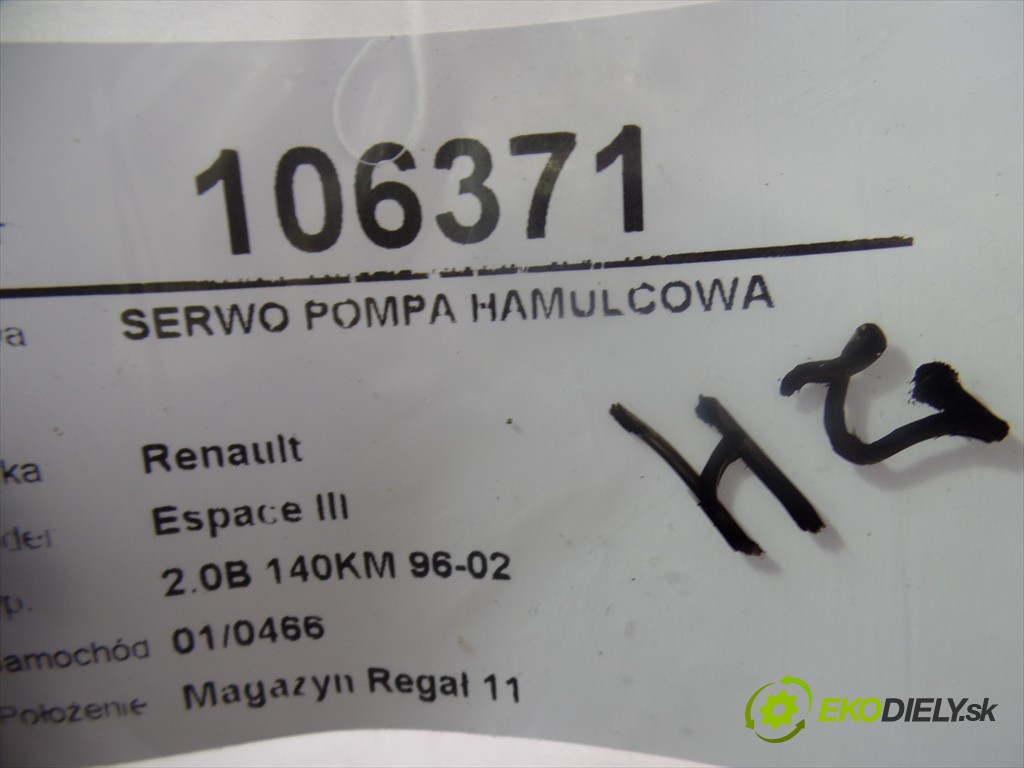 106371
SERWO POMPA HAMULCOWA
Renault
Espace III
2.0B 140KM 96-02
Samochód 01/0466
Położenie Magazyn Regał 11
EKODIELY.sk